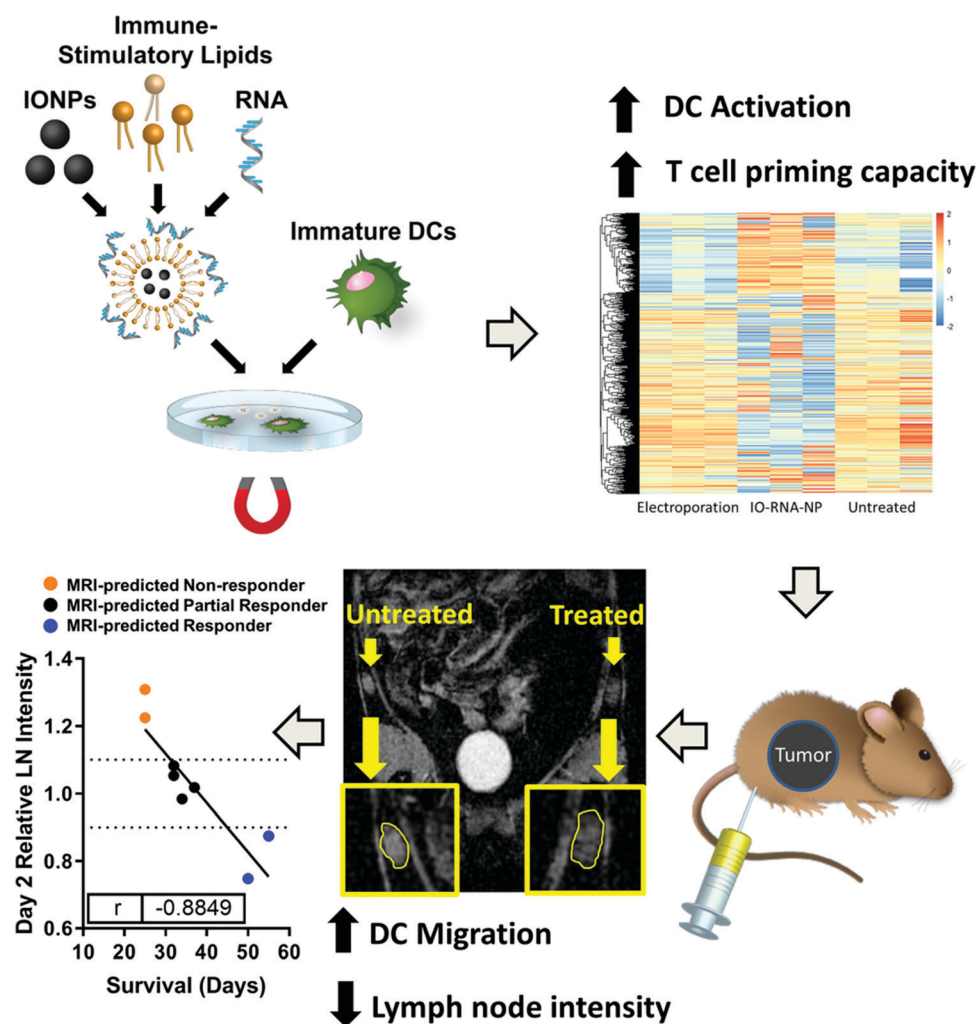 Immune-
Stimulatory Lipids
IONPs
RNA
Immature DCs
DC Activation
T cell priming capacity
2
1
0
-1
-2
Electroporation
IO-RNA-NP
Untreated
MRI-predicted Non-responder
MRI-predicted Partial Responder
MRI-predicted Responder
Day 2 Relative LN Intensity
1.4
1.2
1.0
0.8
0.6
r
-0.8849
10
20
30
40
50
60
Survival (Days)
Untreated
Treated
DC Migration
Lymph node intensity
Tumor